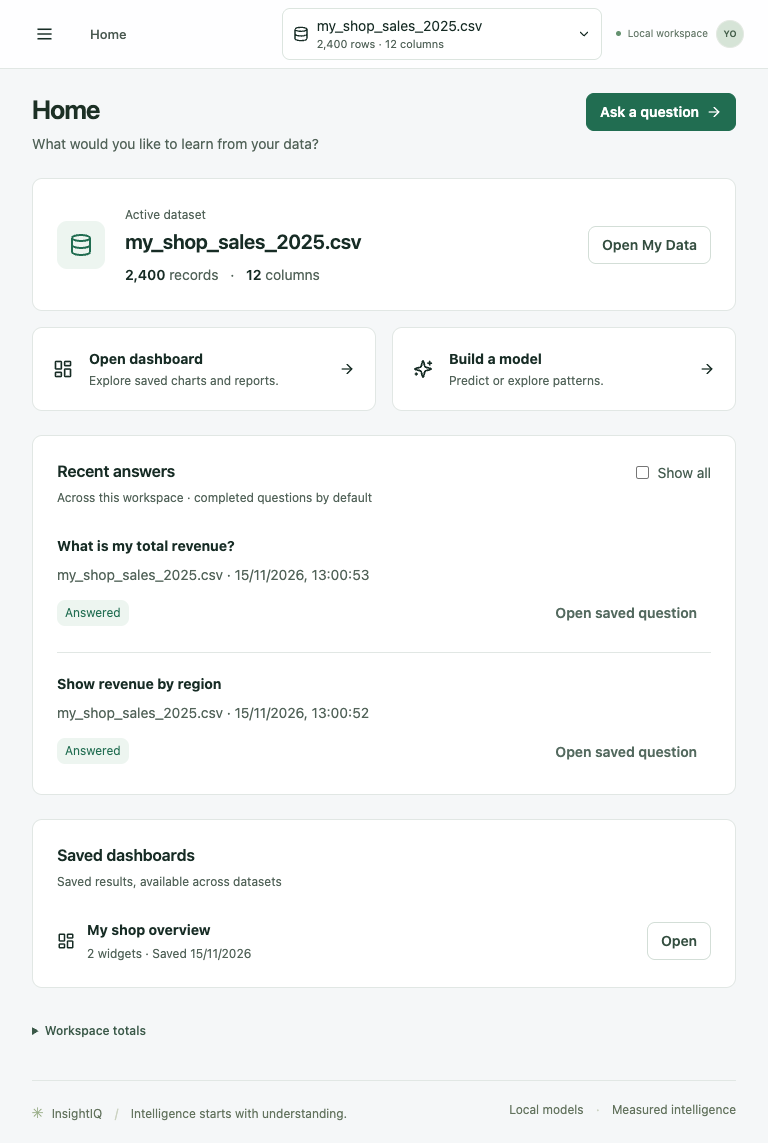 Home
my_shop_sales_2025.csv
2,400 rows · 12 columns
Local workspace
YO
Home
Ask a question
What would you like to learn from your data?
Active dataset
my_shop_sales_2025.csv
2,400 records · 12 columns
Open My Data
Open dashboard
Explore saved charts and reports.
Build a model
Predict or explore patterns.
Recent answers
Show all
Across this workspace · completed questions by default
What is my total revenue?
my_shop_sales_2025.csv · 15/11/2026, 13:00:53
Answered
Open saved question
Show revenue by region
my_shop_sales_2025.csv · 15/11/2026, 13:00:52
Answered
Open saved question
Saved dashboards
Saved results, available across datasets
My shop overview
2 widgets · Saved 15/11/2026
Open
Workspace totals
InsightIQ / Intelligence starts with understanding.
Local models · Measured intelligence